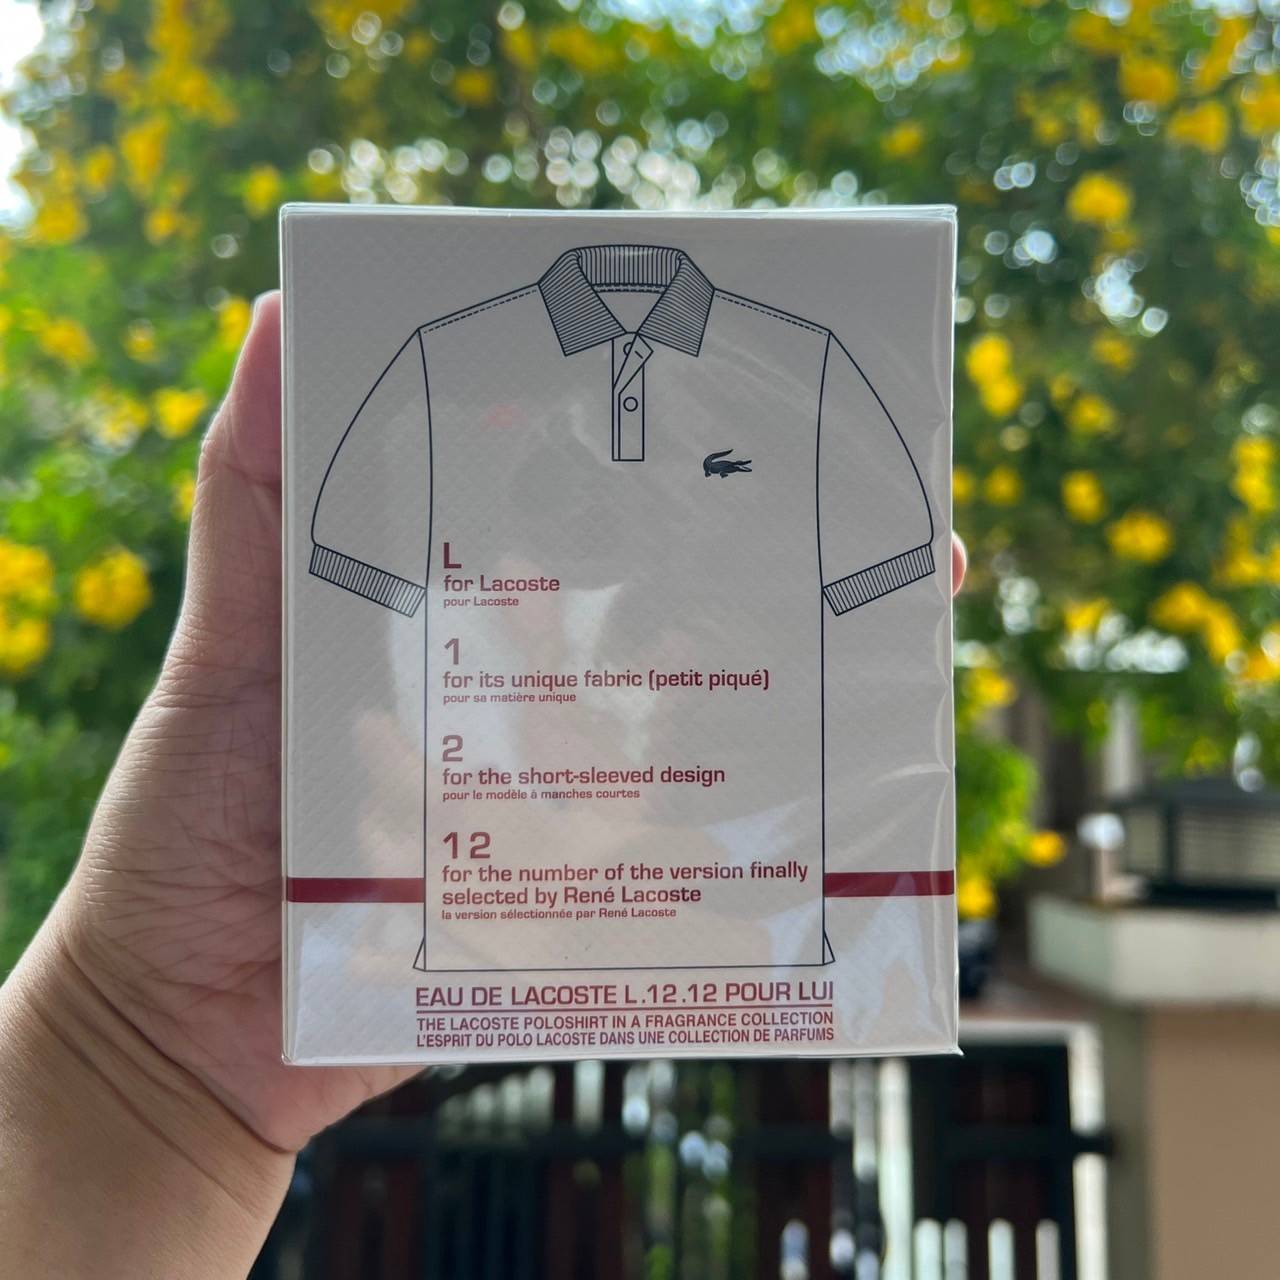 L
for Lacoste
pour Lacoste
1
for its unique fabric (petit piqué)
pour sa matière unique
2
for the short-sleeved design
pour le modèle à manches courtes
12
for the number of the version finally
selected by René Lacoste
la version sélectionnée par René Lacoste
EAU DE LACOSTE L.12.12 POUR LUI
THE LACOSTE POLOSHIRT IN A FRAGRANCE COLLECTION
L'ESPRIT DU POLO LACOSTE DANS UNE COLLECTION DE PARFUMS